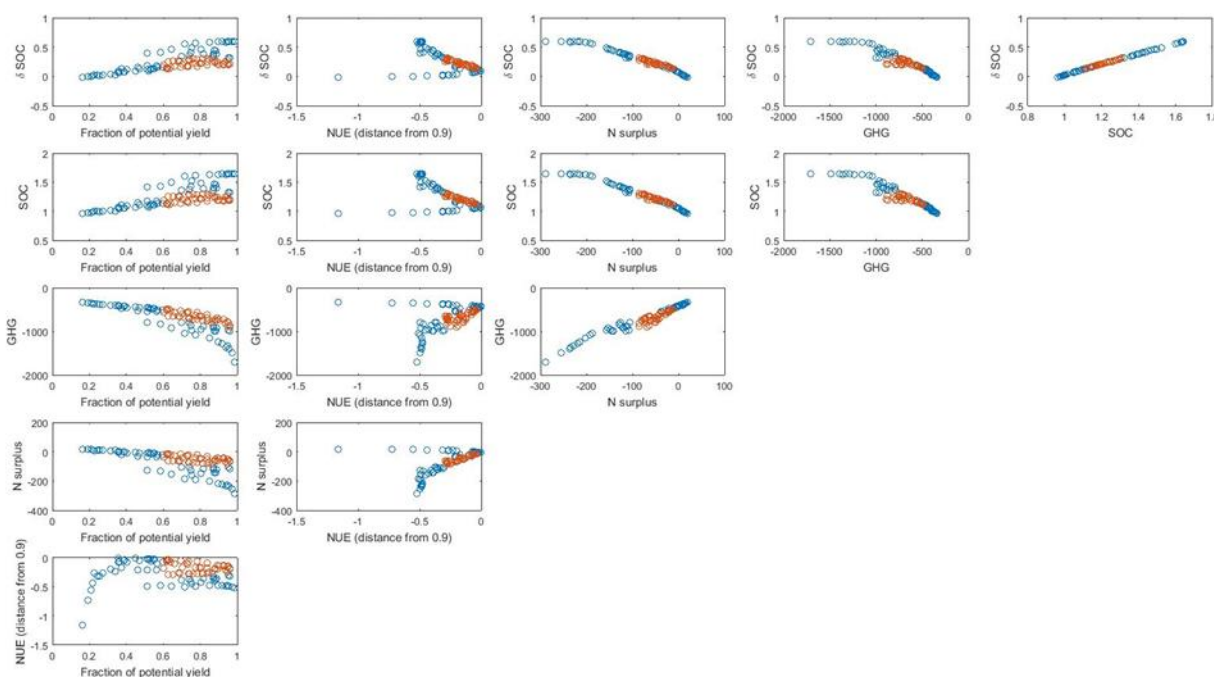 1
0.5
0
-0.5
δ SOC
0 0.2 0.4 0.6 0.8 1
Fraction of potential yield
1
0.5
0
-0.5
δ SOC
-1.5 -1 -0.5 0
NUE (distance from 0.9)
1
0.5
0
-0.5
δ SOC
-300 -200 -100 0 100
N surplus
1
0.5
0
-0.5
δ SOC
-2000 -1500 -1000 -500 0
GHG
1
0.5
0
-0.5
δ SOC
0.8 1 1.2 1.4 1.6 1.8
SOC
2
1.5
1
0.5
SOC
0 0.2 0.4 0.6 0.8 1
Fraction of potential yield
2
1.5
1
0.5
SOC
-1.5 -1 -0.5 0
NUE (distance from 0.9)
2
1.5
1
0.5
SOC
-300 -200 -100 0 100
N surplus
2
1.5
1
0.5
SOC
-2000 -1500 -1000 -500 0
GHG
0
-1000
-2000
GHG
0 0.2 0.4 0.6 0.8 1
Fraction of potential yield
0
-1000
-2000
GHG
-1.5 -1 -0.5 0
NUE (distance from 0.9)
0
-1000
-2000
GHG
-300 -200 -100 0 100
N surplus
200
0
-200
-400
N surplus
0 0.2 0.4 0.6 0.8 1
Fraction of potential yield
200
0
-200
-400
N surplus
-1.5 -1 -0.5 0
NUE (distance from 0.9)
0
-0.5
-1
-1.5
NUE (distance from 0.9)
0 0.2 0.4 0.6 0.8 1
Fraction of potential yield